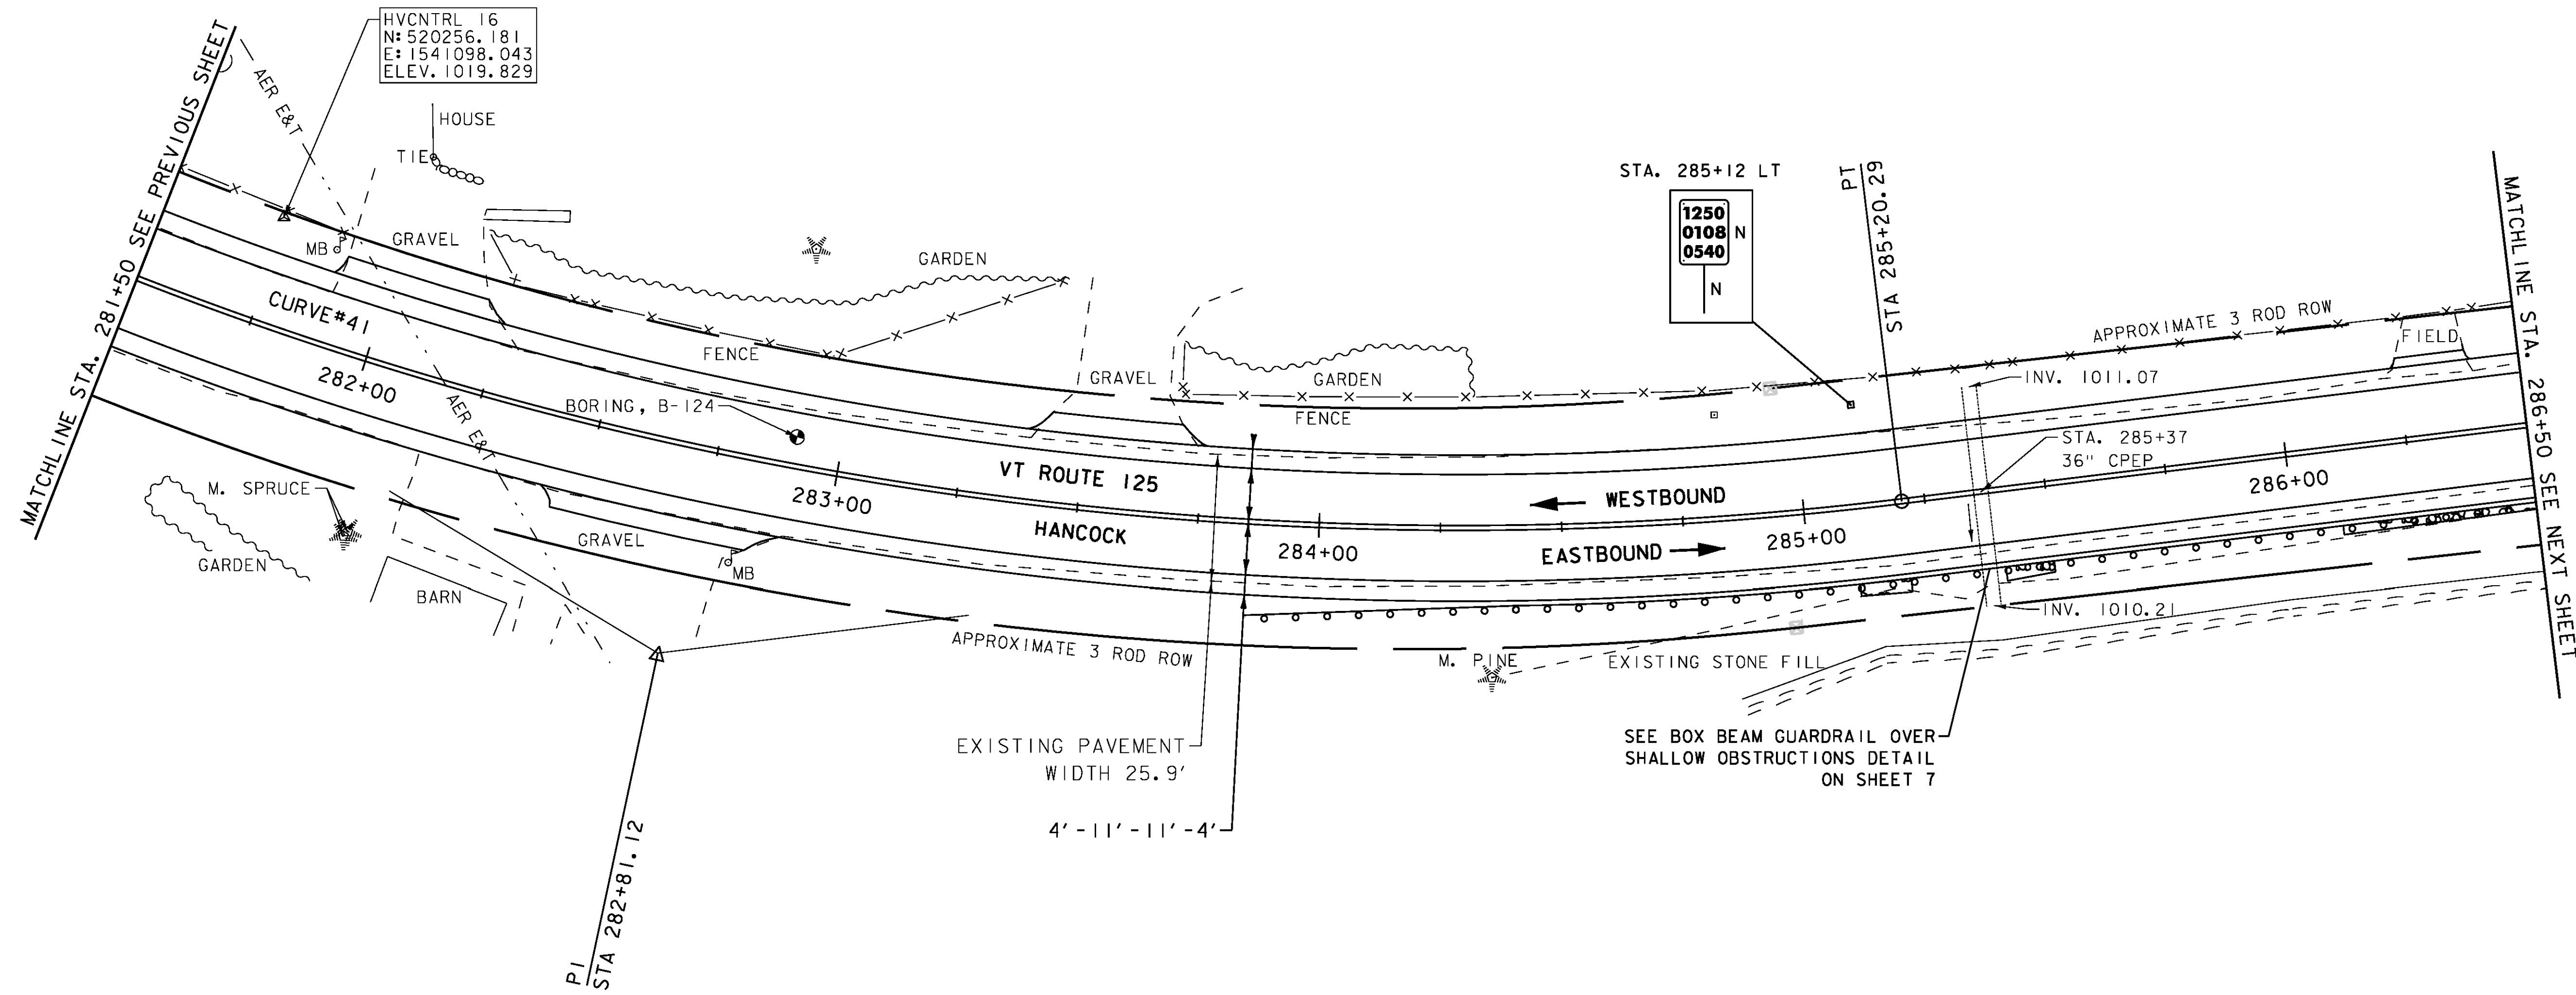 HVCNTRL 16
N:520256.181
E:1541098.043
ELEV.1019.829
MATCHLINE STA. 281+50 SEE PREVIOUS SHEET
AER E&T
HOUSE
TIE
MB
GRAVEL
GARDEN
CURVE#41
282+00
FENCE
AER E&T
BORING, B-124
M. SPRUCE
GARDEN
BARN
GRAVEL
MB
283+00
VT ROUTE 125
HANCOCK
GRAVEL
GARDEN
FENCE
284+00
WESTBOUND
EASTBOUND
285+00
STA. 285+12 LT
1250
0108 N
0540
N
PT
STA 285+20.29
APPROXIMATE 3 ROD ROW
FIELD
INV. 1011.07
STA. 285+37
36" CPEP
286+00
INV. 1010.21
MATCHLINE STA. 286+50 SEE NEXT SHEET
APPROXIMATE 3 ROD ROW
M. PINE
EXISTING STONE FILL
EXISTING PAVEMENT
WIDTH 25.9'
4'-11'-11'-4'
SEE BOX BEAM GUARDRAIL OVER
SHALLOW OBSTRUCTIONS DETAIL
ON SHEET 7
PI
STA 282+81.12